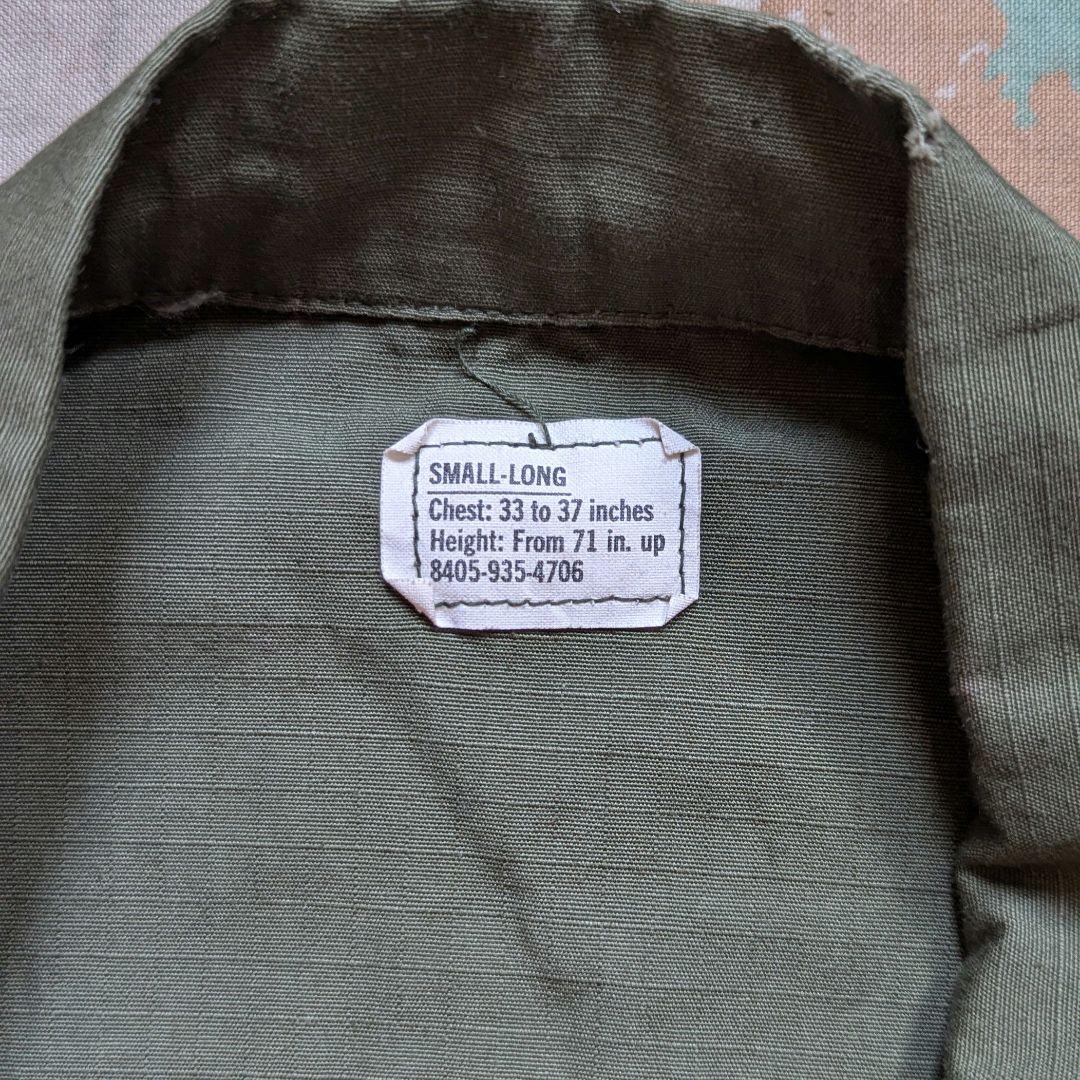 SMALL-LONG
Chest: 33 to 37 inches
Height: From 71 in. up
8405-935-4706